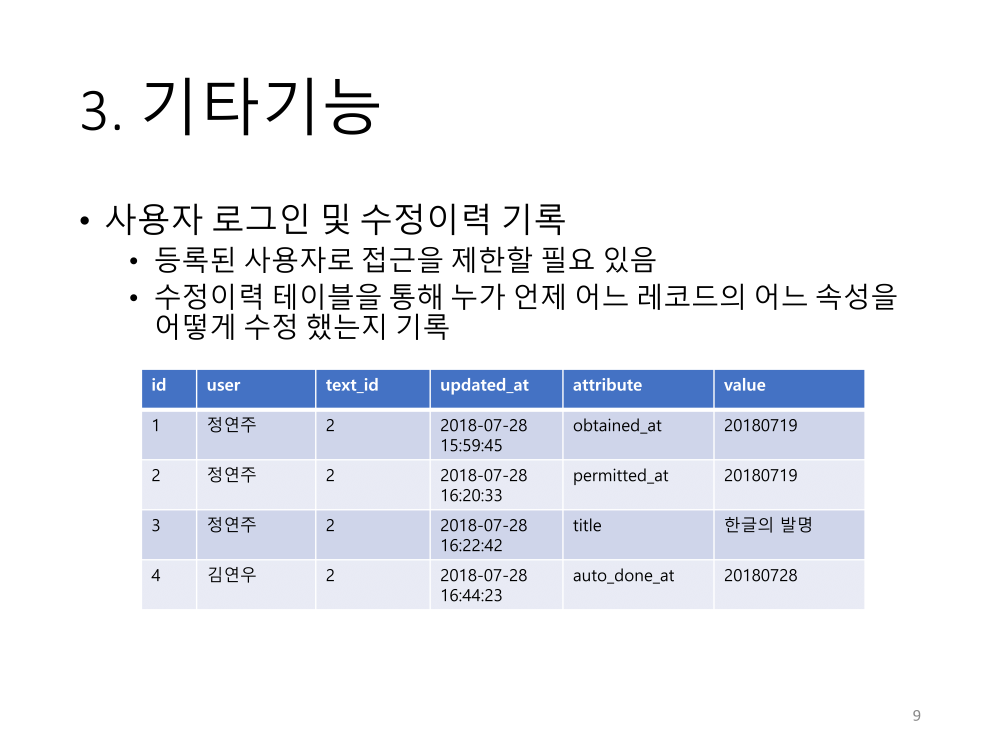 3. 기타기능
• 사용자 로그인 및 수정이력 기록
• 등록된 사용자로 접근을 제한할 필요 있음
• 수정이력 테이블을 통해 누가 언제 어느 레코드의 어느 속성을
어떻게 수정 했는지 기록
id user text_id updated_at attribute value
1 정연주 2 2018-07-28 15:59:45 obtained_at 20180719
2 정연주 2 2018-07-28 16:20:33 permitted_at 20180719
3 정연주 2 2018-07-28 16:22:42 title 한글의 발명
4 김연우 2 2018-07-28 16:44:23 auto_done_at 20180728
9